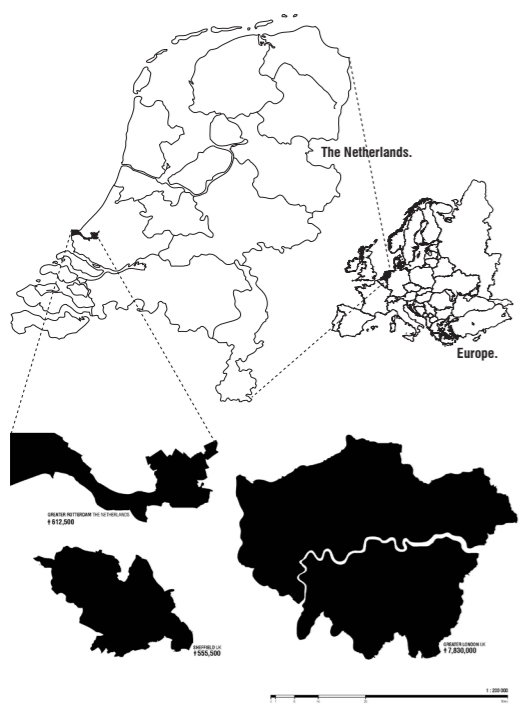 The Netherlands.
Europe.
GREATER ROTTERDAM THE NETHERLANDS
612,500
SHEFFIELD UK
555,500
GREATER LONDON UK
7,830,000
1 : 200 000